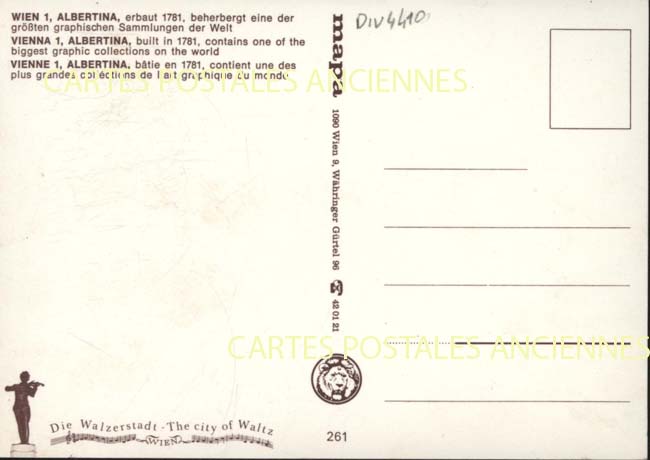 WIEN 1, ALBERTINA, erbaut 1781, beherbergt eine der
größten graphischen Sammlungen der Welt
VIENNA 1, ALBERTINA, built in 1781, contains one of the
biggest graphic collections on the world
VIENNE 1, ALBERTINA, bâtie en 1781, contient une des
plus grandes colléctions de l'art graphique du monde
CARTES POSTALES ANCIENNES
Div4410
mapa
1090 Wien 9, Währinger Gürtel 96
42 01 21
CARTES POSTALES ANCIENNES
Die Walzerstadt - The city of Waltz
WIEN
261